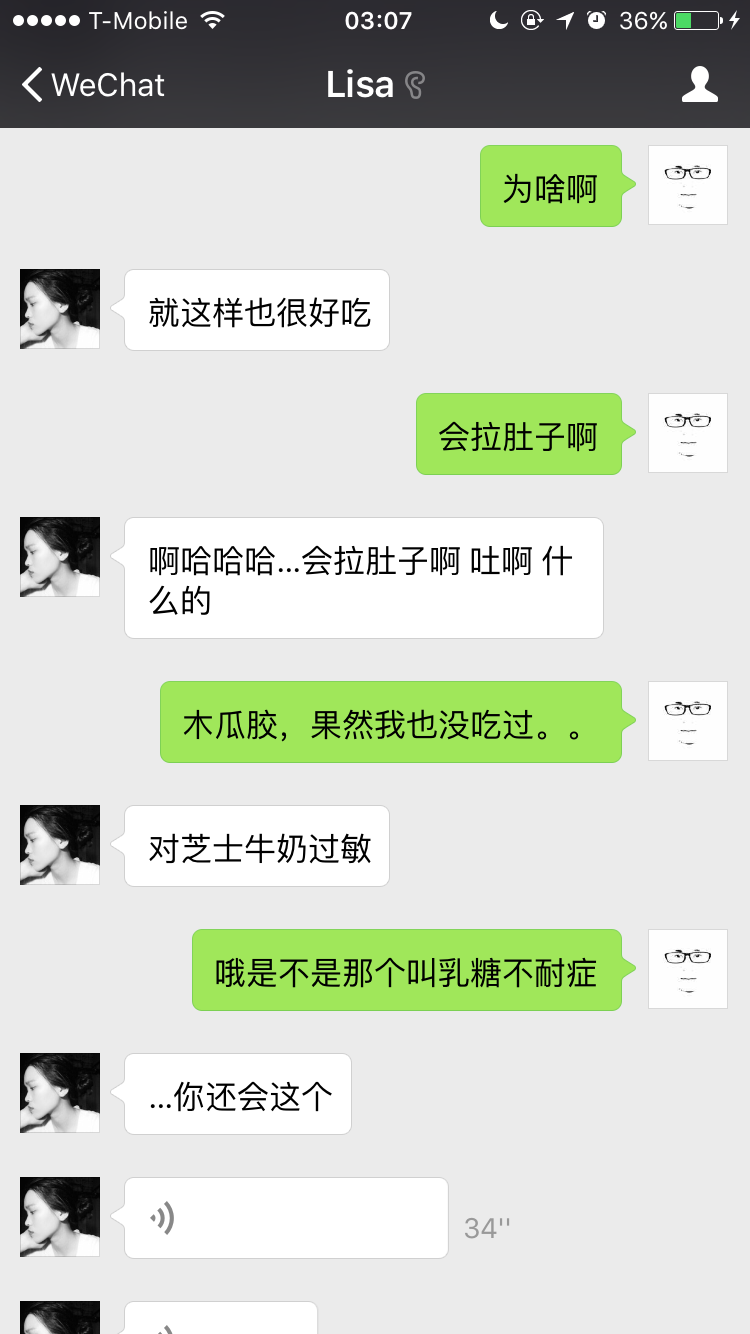 T-Mobile 03:07 36%
WeChat Lisa
为啥啊
就这样也很好吃
会拉肚子啊
啊哈哈哈...会拉肚子啊 吐啊 什
么的
木瓜胶，果然我也没吃过。。
对芝士牛奶过敏
哦是不是那个叫乳糖不耐症
...你还会这个
34''